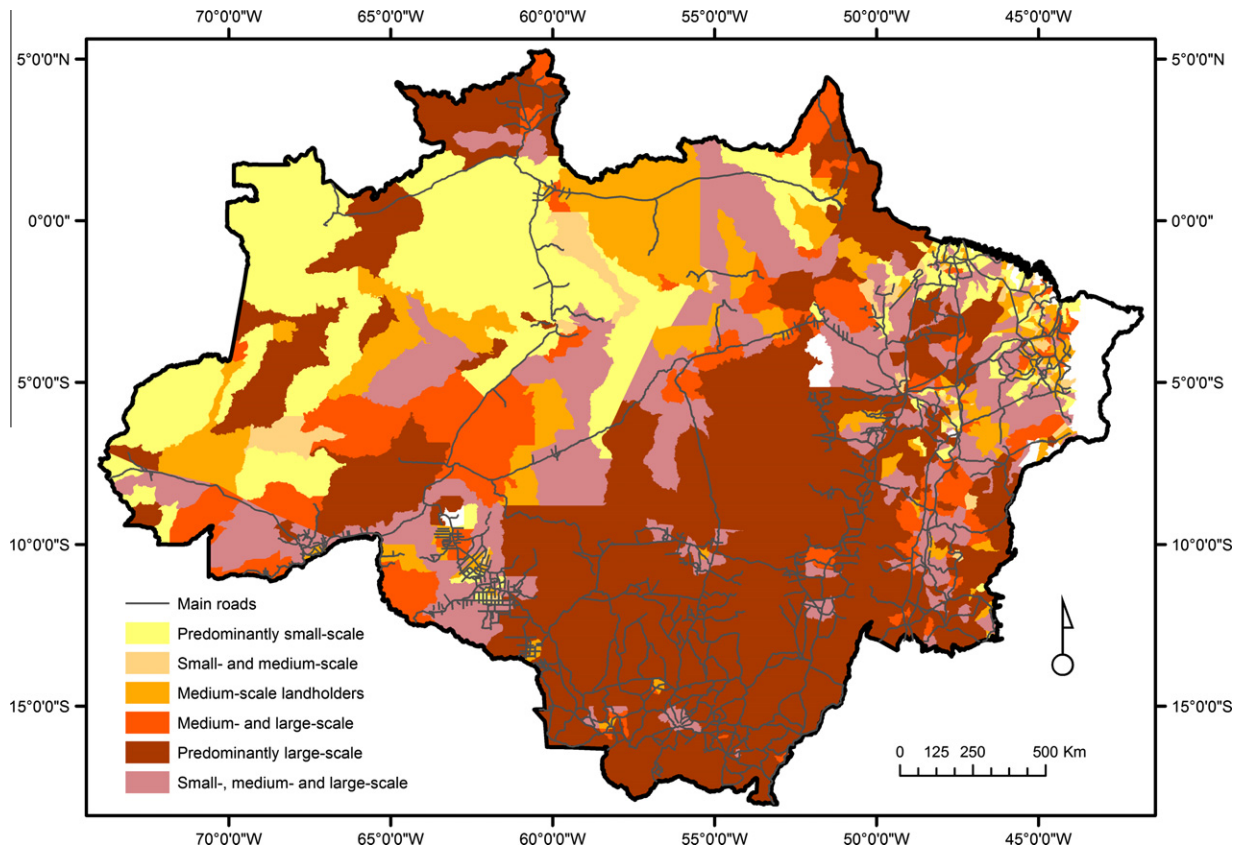 70°0'0"W 65°0'0"W 60°0'0"W 55°0'0"W 50°0'0"W 45°0'0"W
5°0'0"N 5°0'0"N
0°0'0" 0°0'0"
5°0'0"S 5°0'0"S
10°0'0"S 10°0'0"S
15°0'0"S 15°0'0"S
Main roads
Predominantly small-scale
Small- and medium-scale
Medium-scale landholders
Medium- and large-scale
Predominantly large-scale
Small-, medium- and large-scale
0 125 250 500 Km
70°0'0"W 65°0'0"W 60°0'0"W 55°0'0"W 50°0'0"W 45°0'0"W